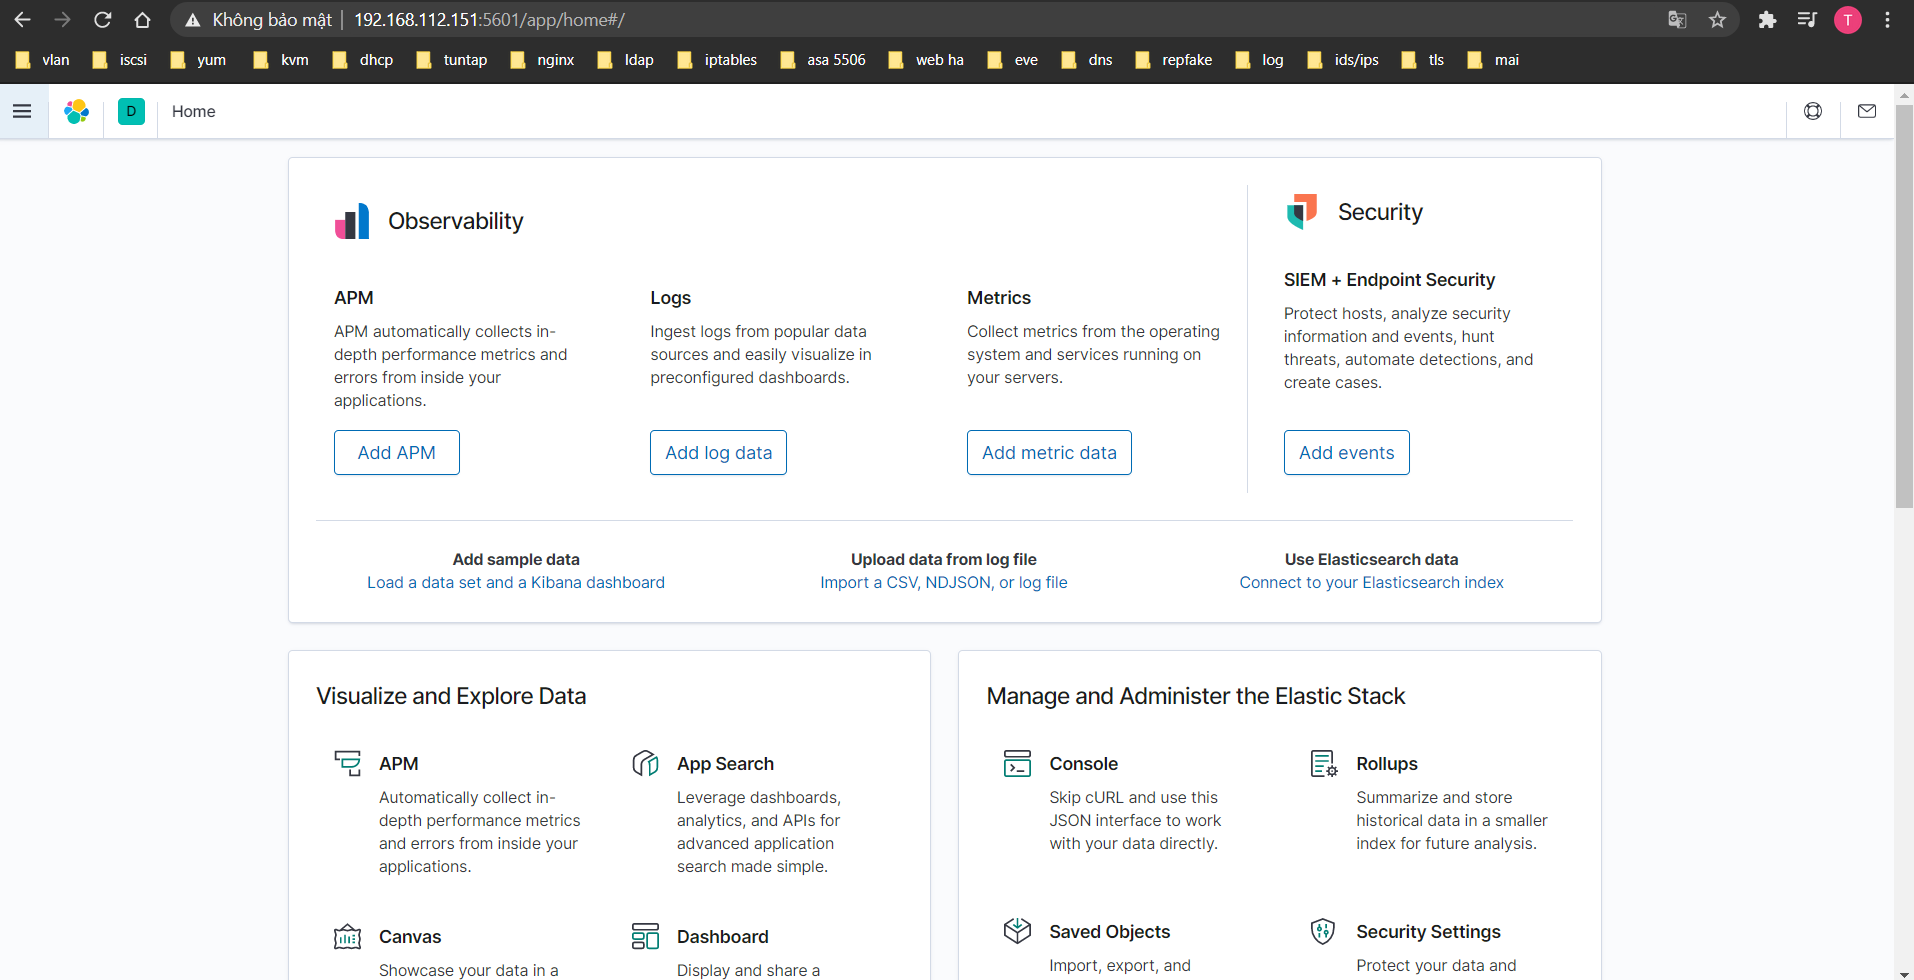 Không bảo mật | 192.168.112.151:5601/app/home#/
T
vlan iscsi yum kvm dhcp tuntap nginx ldap iptables asa 5506 web ha eve dns repfake log ids/ips tls mai
D Home
Observability
APM
APM automatically collects in-
depth performance metrics and
errors from inside your
applications.
Add APM
Logs
Ingest logs from popular data
sources and easily visualize in
preconfigured dashboards.
Add log data
Metrics
Collect metrics from the operating
system and services running on
your servers.
Add metric data
Security
SIEM + Endpoint Security
Protect hosts, analyze security
information and events, hunt
threats, automate detections, and
create cases.
Add events
Add sample data
Load a data set and a Kibana dashboard
Upload data from log file
Import a CSV, NDJSON, or log file
Use Elasticsearch data
Connect to your Elasticsearch index
Visualize and Explore Data
APM
Automatically collect in-
depth performance metrics
and errors from inside your
applications.
App Search
Leverage dashboards,
analytics, and APIs for
advanced application
search made simple.
Canvas
Showcase your data in a
Dashboard
Display and share a
Manage and Administer the Elastic Stack
Console
Skip cURL and use this
JSON interface to work
with your data directly.
Rollups
Summarize and store
historical data in a smaller
index for future analysis.
Saved Objects
Import, export, and
Security Settings
Protect your data and